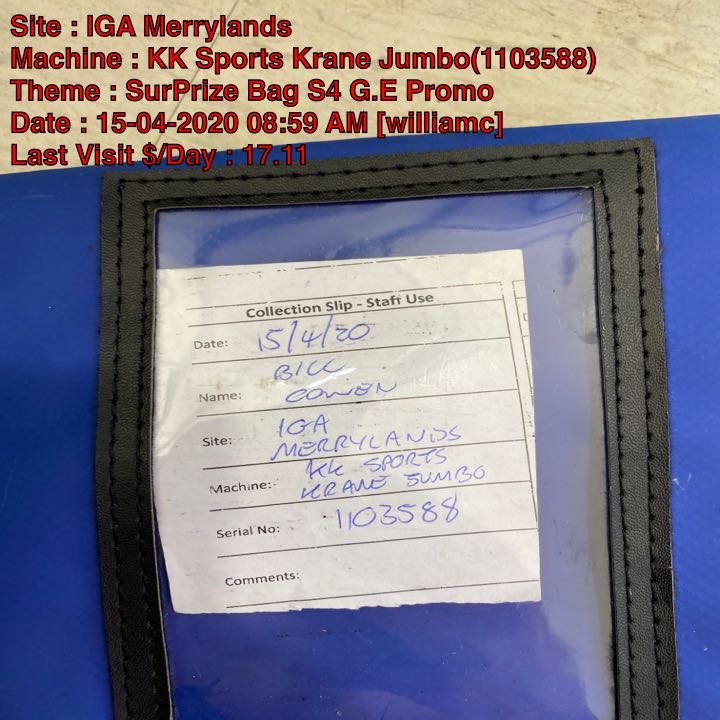 Site : IGA Merrylands
Machine : KK Sports Krane Jumbo(1103588)
Theme : SurPrize Bag S4 G.E Promo
Date : 15-04-2020 08:59 AM [williamc]
Last Visit $/Day : 17.11
Collection Slip - Staff Use
Date: 15/4/20
BILL
Name: COWEN
IGA
Site: MERRYLANDS
KK SPORTS
Machine: KRANE JUMBO
Serial No: 1103588
Comments: